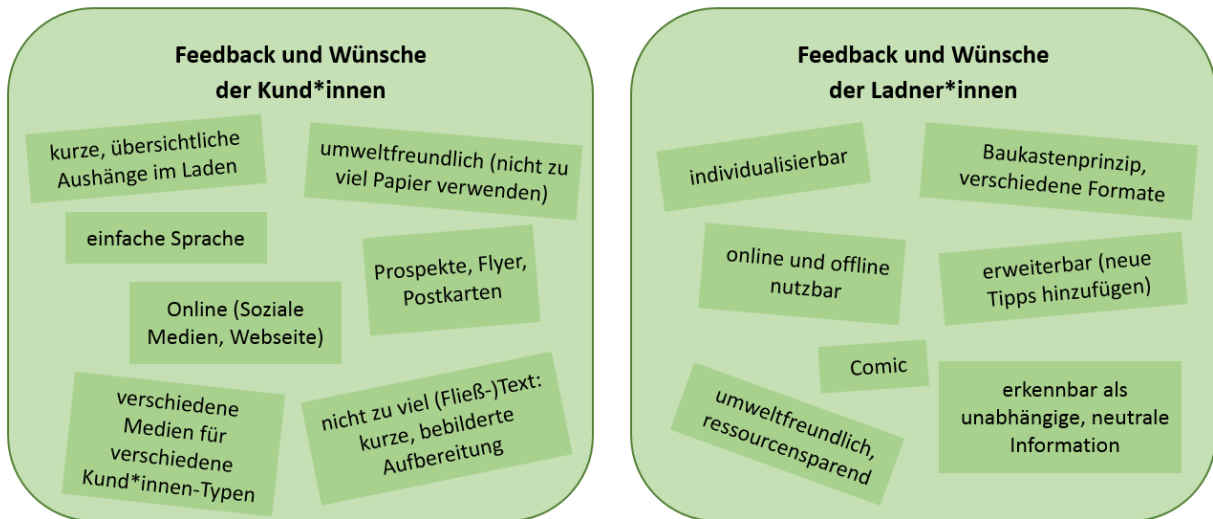 Feedback und Wünsche
der Kund*innen
kurze, übersichtliche
Aushänge im Laden
umweltfreundlich (nicht zu
viel Papier verwenden)
einfache Sprache
Prospekte, Flyer,
Postkarten
Online (Soziale
Medien, Webseite)
verschiedene
Medien für
verschiedene
Kund*innen-Typen
nicht zu viel (Fließ-)Text:
kurze, bebilderte
Aufbereitung
Feedback und Wünsche
der Ladner*innen
individualisierbar
Baukastenprinzip,
verschiedene Formate
online und offline
nutzbar
erweiterbar (neue
Tipps hinzufügen)
Comic
umweltfreundlich,
ressourcensparend
erkennbar als
unabhängige, neutrale
Information